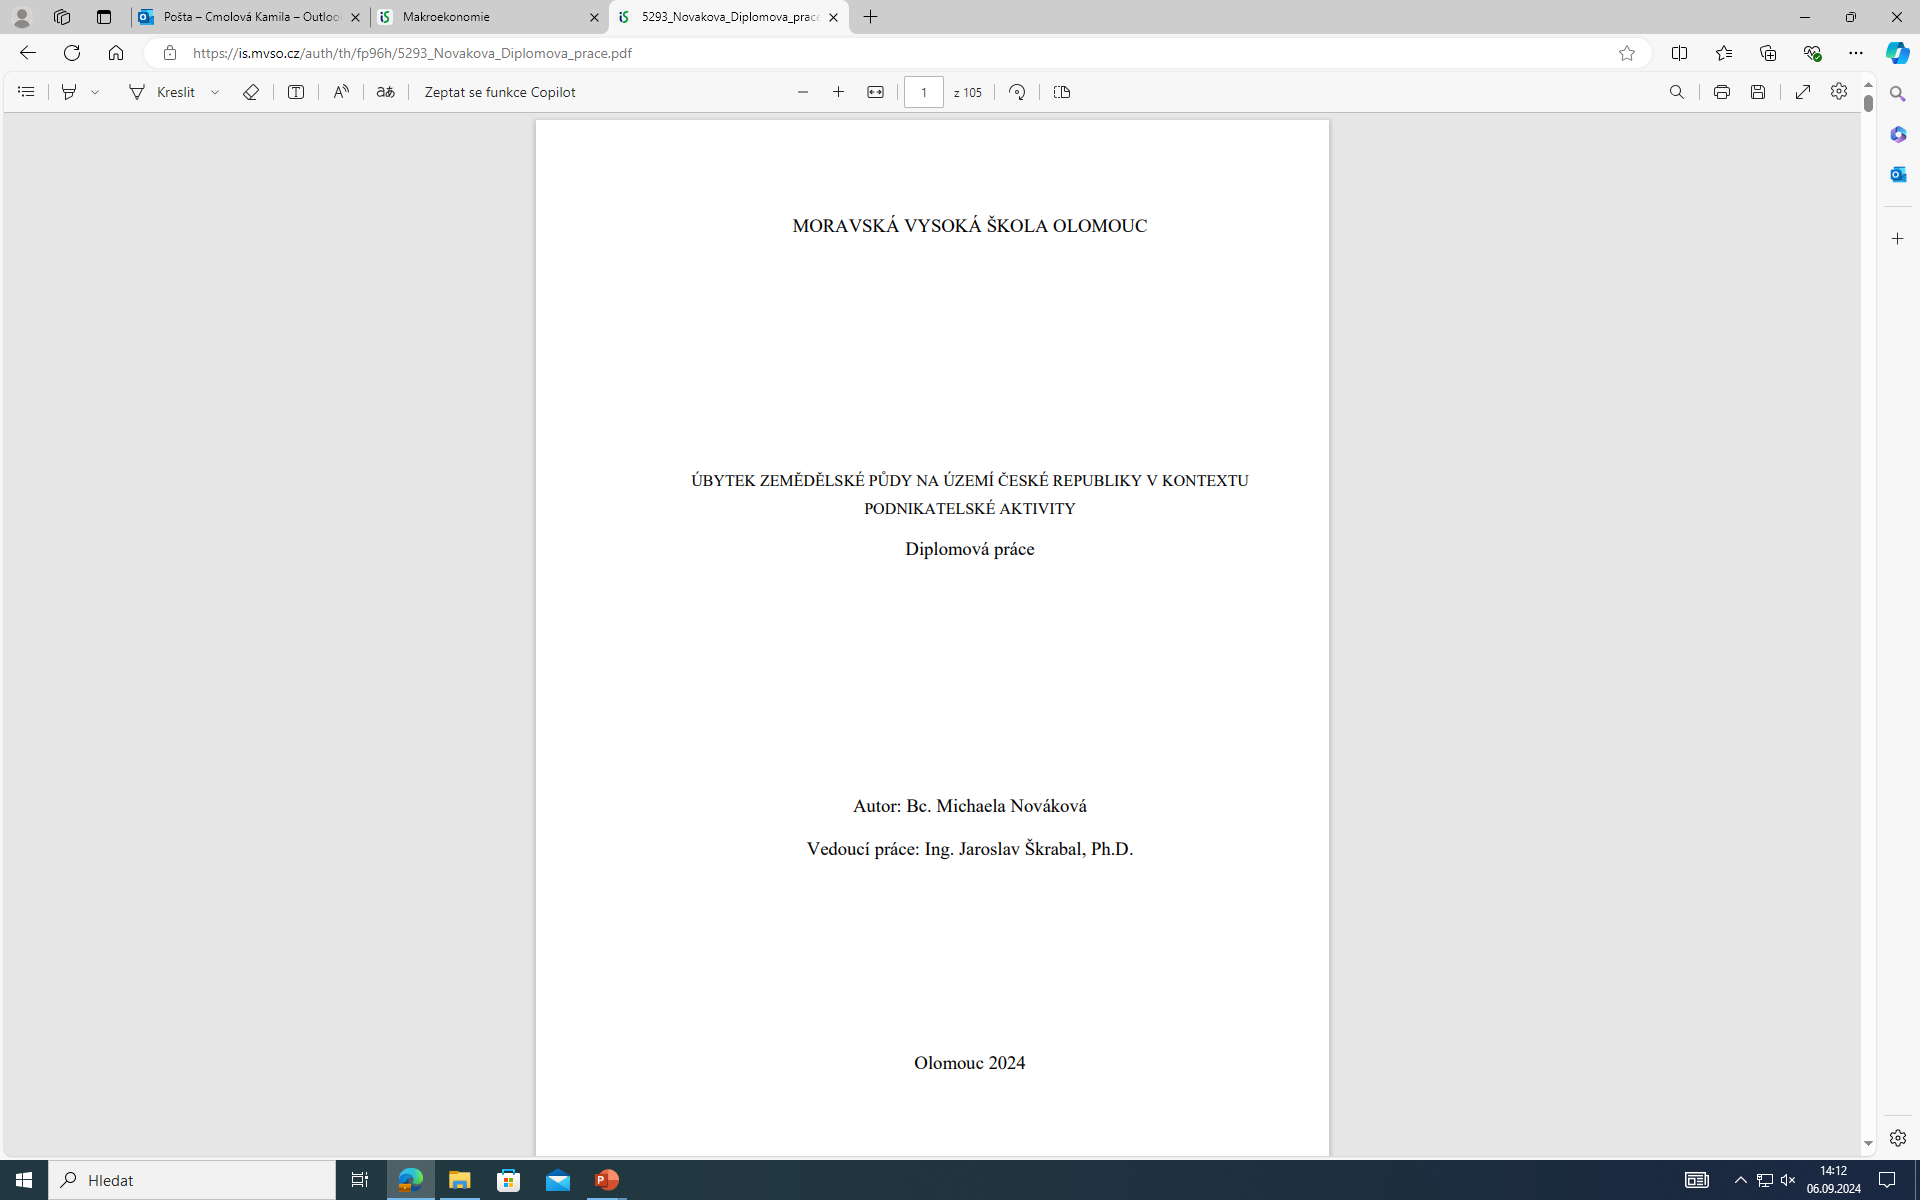 Pošta – Cmolová Kamila – Outloo
Makroekonomie
5293_Novakova_Diplomova_prace
https://is.mvso.cz/auth/th/fp96h/5293_Novakova_Diplomova_prace.pdf
Kreslit
Zeptat se funkce Copilot
1
z 105
MORAVSKÁ VYSOKÁ ŠKOLA OLOMOUC
ÚBYTEK ZEMĚDĚLSKÉ PŮDY NA ÚZEMÍ ČESKÉ REPUBLIKY V KONTEXTU
PODNIKATELSKÉ AKTIVITY
Diplomová práce
Autor: Bc. Michaela Nováková
Vedoucí práce: Ing. Jaroslav Škrabal, Ph.D.
Olomouc 2024
Hledat
14:12
06.09.2024